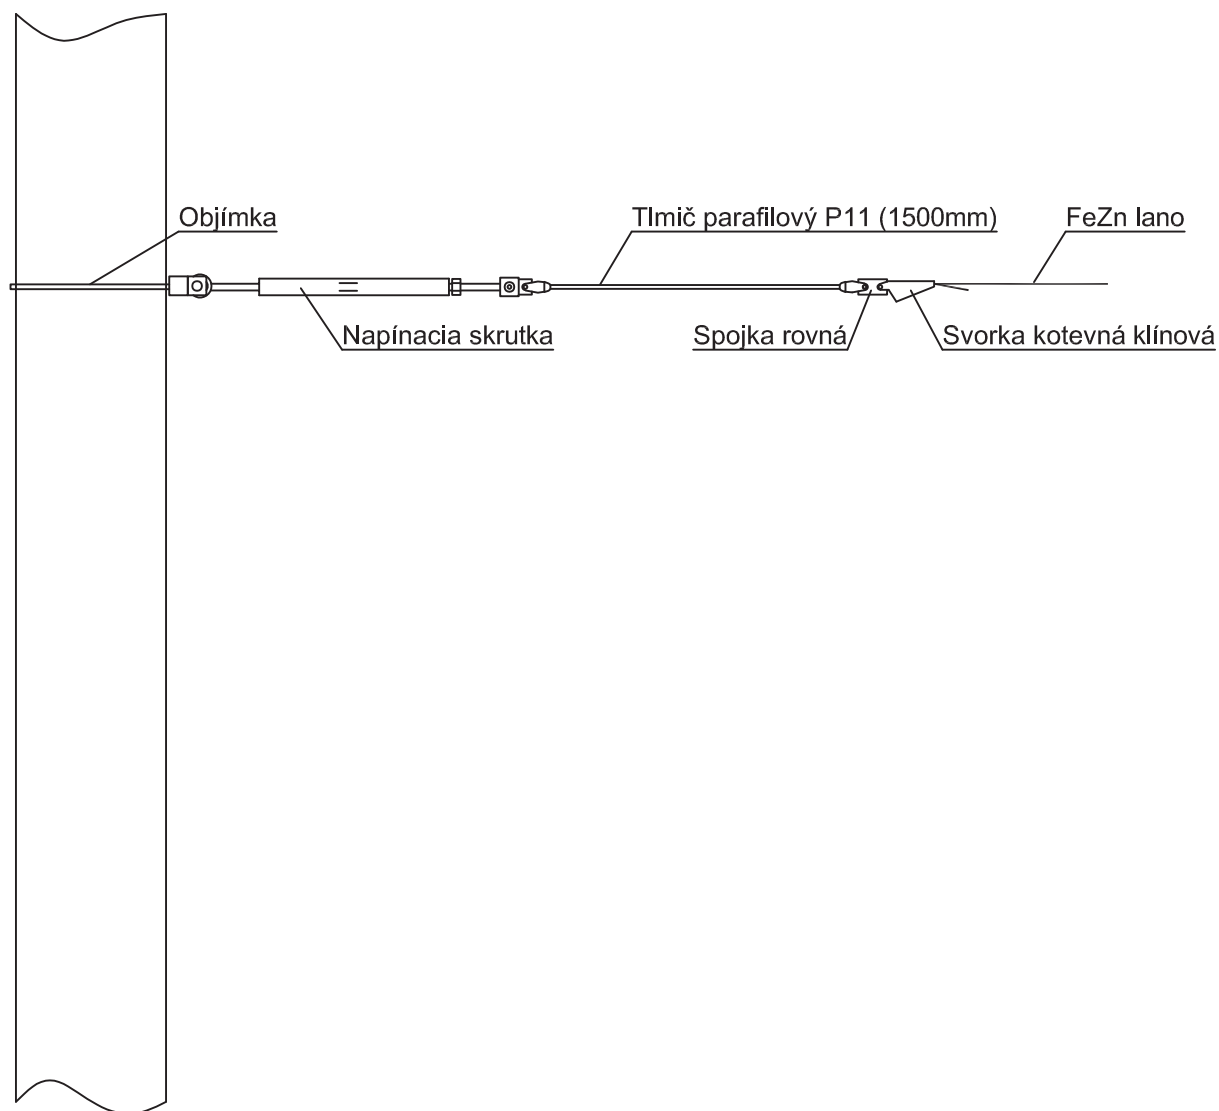 Objímka
Tlmič parafilový P11 (1500mm)
FeZn lano
Napínacia skrutka
Spojka rovná
Svorka kotevná klínová